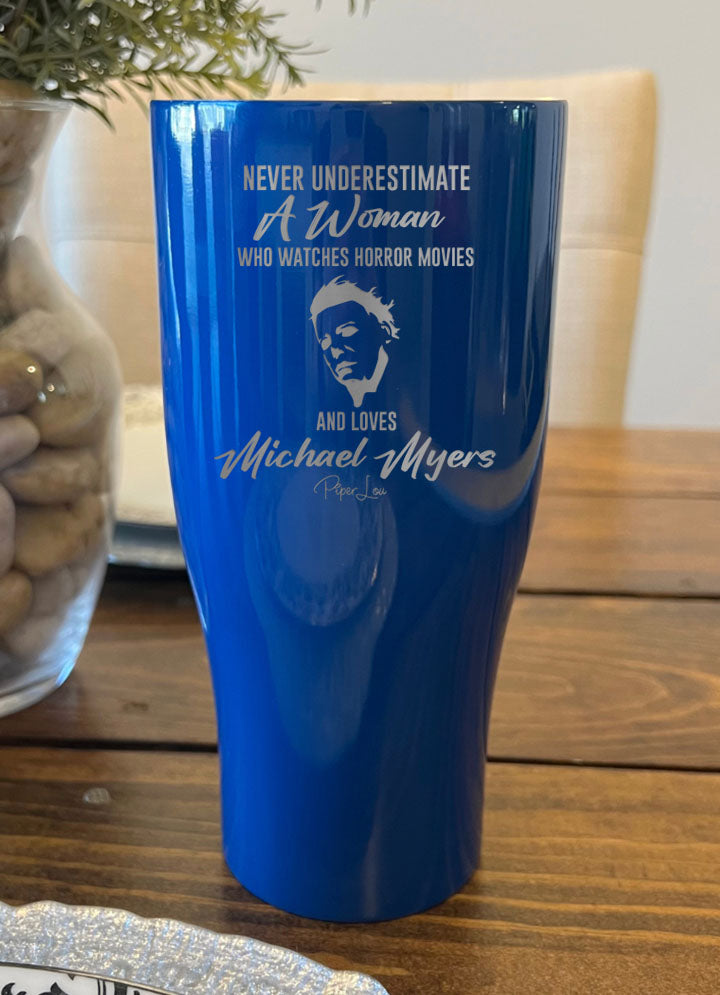 NEVER UNDERESTIMATE
A Woman
WHO WATCHES HORROR MOVIES
AND LOVES
Michael Myers
Piper Lou